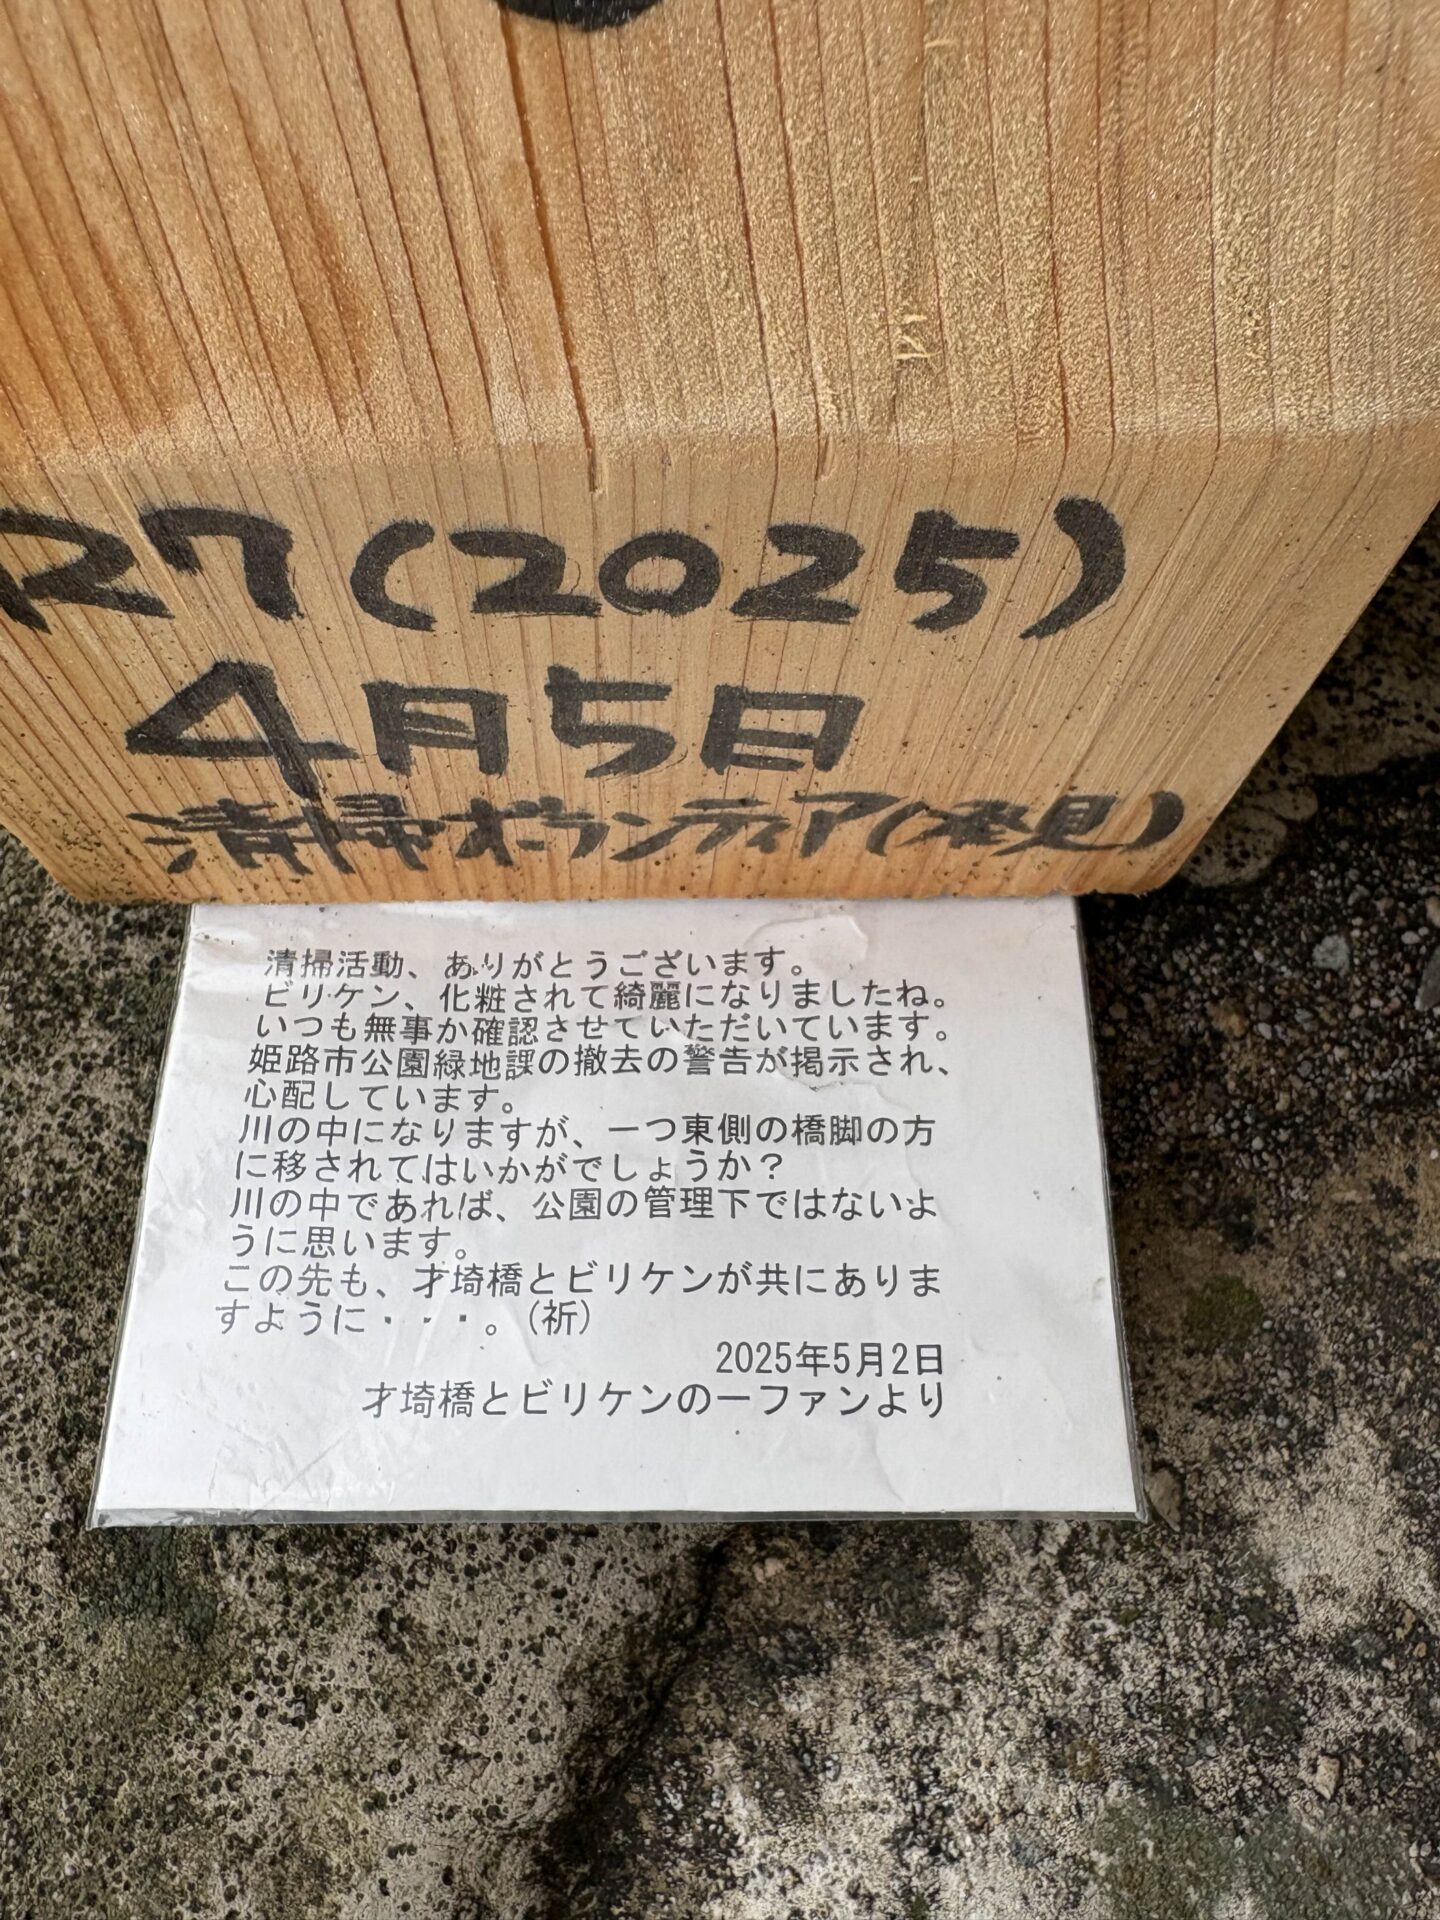 R7(2025)
4月5日
清掃ボランティア(発見)
清掃活動、ありがとうございます。
ビリケン、化粧されて綺麗になりましたね。
いつも無事か確認させていただいています。
姫路市公園緑地課の撤去の警告が掲示され、
心配しています。
川の中になりますが、一つ東側の橋脚の方
に移されてはいかがでしょうか？
川の中であれば、公園の管理下ではないよ
うに思います。
この先も、才埼橋とビリケンが共にありま
すように・・・。(祈)
2025年5月2日
才埼橋とビリケンの一ファンより